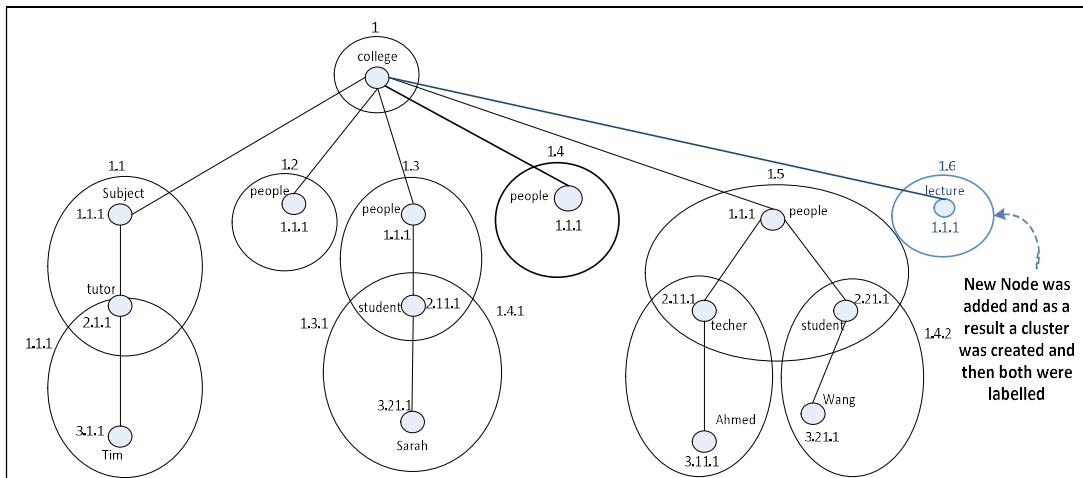 1
college
1.1
Subject
1.1.1
tutor
2.1.1
1.1.1
3.1.1
Tim
1.2
people
1.1.1
1.3
people
1.1.1
student
2.11.1
1.3.1
1.4.1
3.21.1
Sarah
1.4
people
1.1.1
1.5
1.1.1
people
2.11.1
techer
2.21.1
student
1.4.2
Ahmed
3.11.1
Wang
3.21.1
1.6
lecture
1.1.1
New Node was
added and as a
result a cluster
was created and
then both were
labelled